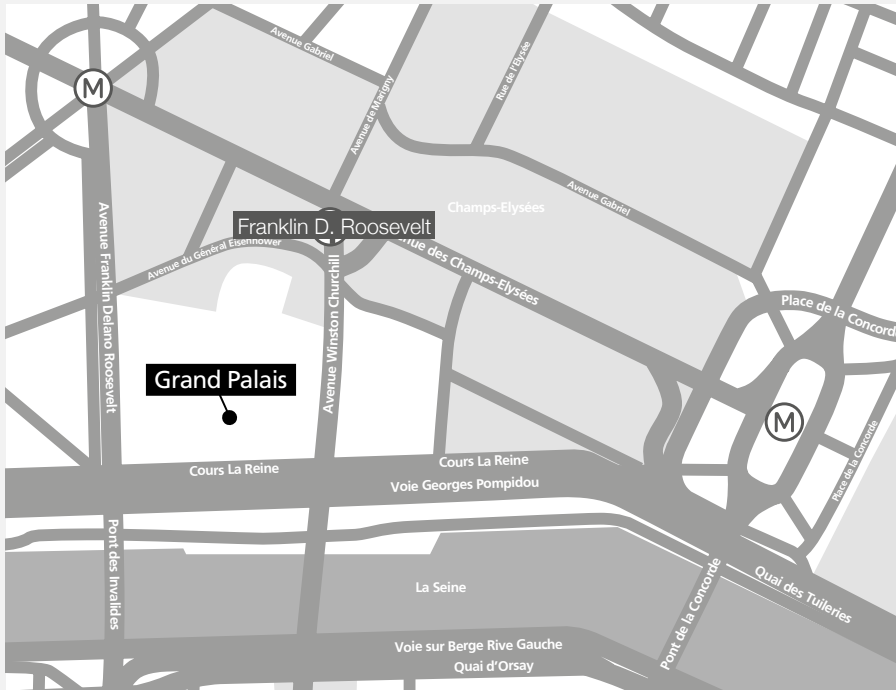 Avenue Gabriel
Rue de l'Elysée
Avenue de Marigny
M
Avenue Gabriel
Champs-Elysées
Franklin D. Roosevelt
nue des Champs-Elysées
Avenue du Général Eisenhower
Avenue Franklin Delano Roosevelt
Avenue Winston Churchill
Place de la Concorde
Grand Palais
M
Place de la Concorde
Cours La Reine
Cours La Reine
Voie Georges Pompidou
Pont des Invalides
La Seine
Pont de la Concorde
Quai des Tuileries
Voie sur Berge Rive Gauche
Quai d'Orsay